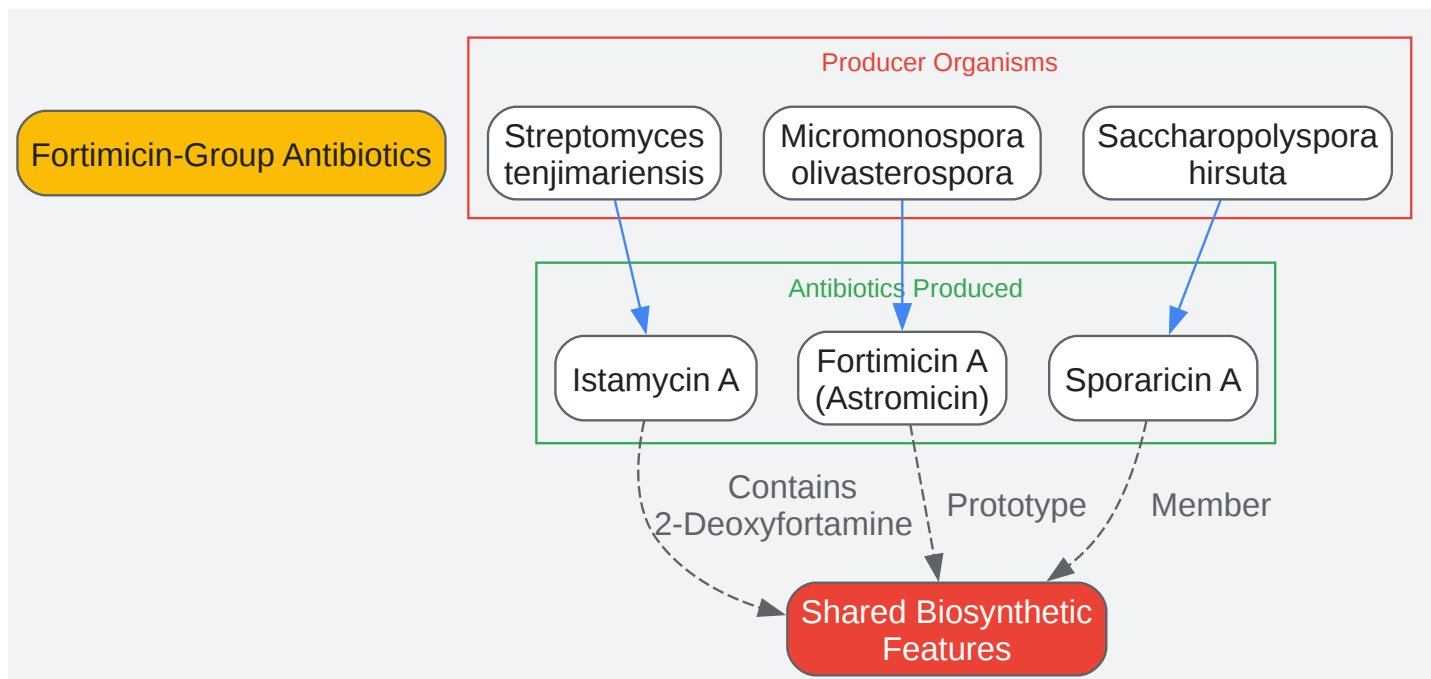 Producer Organisms
Fortimicin-Group Antibiotics
Streptomyces
tenjimariensis
Micromonospora
olivasterospora
Saccharopolyspora
hirsuta
Antibiotics Produced
Istamycin A
Fortimicin A
(Astromicin)
Sporaricin A
Contains
2-Deoxyfortamine
Prototype
Member
Shared Biosynthetic
Features